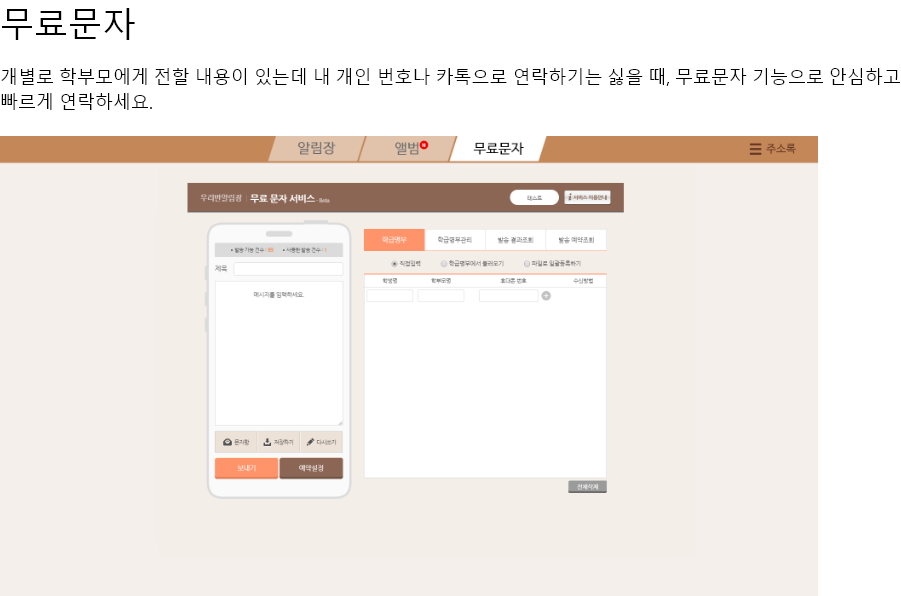 무료문자
개별로 학부모에게 전할 내용이 있는데 내 개인 번호나 카톡으로 연락하기는 싫을 때, 무료문자 기능으로 안심하고
빠르게 연락하세요.
알림장 앨범 N 무료문자 주소록
우리반알림장 | 무료 문자 서비스 - Beta 테스트 서비스 이용안내
발송 가능 건수 사용한 발송 건수
제목
메시지를 입력하세요.
문자함 저장하기 다시쓰기
보내기 예약설정
학급명부 학급명부관리 발송 결과조회 발송 예약조회
직접입력 학급명부에서 불러오기 파일로 일괄등록하기
학생명 학부모명 휴대폰 번호 수신방법
전체삭제